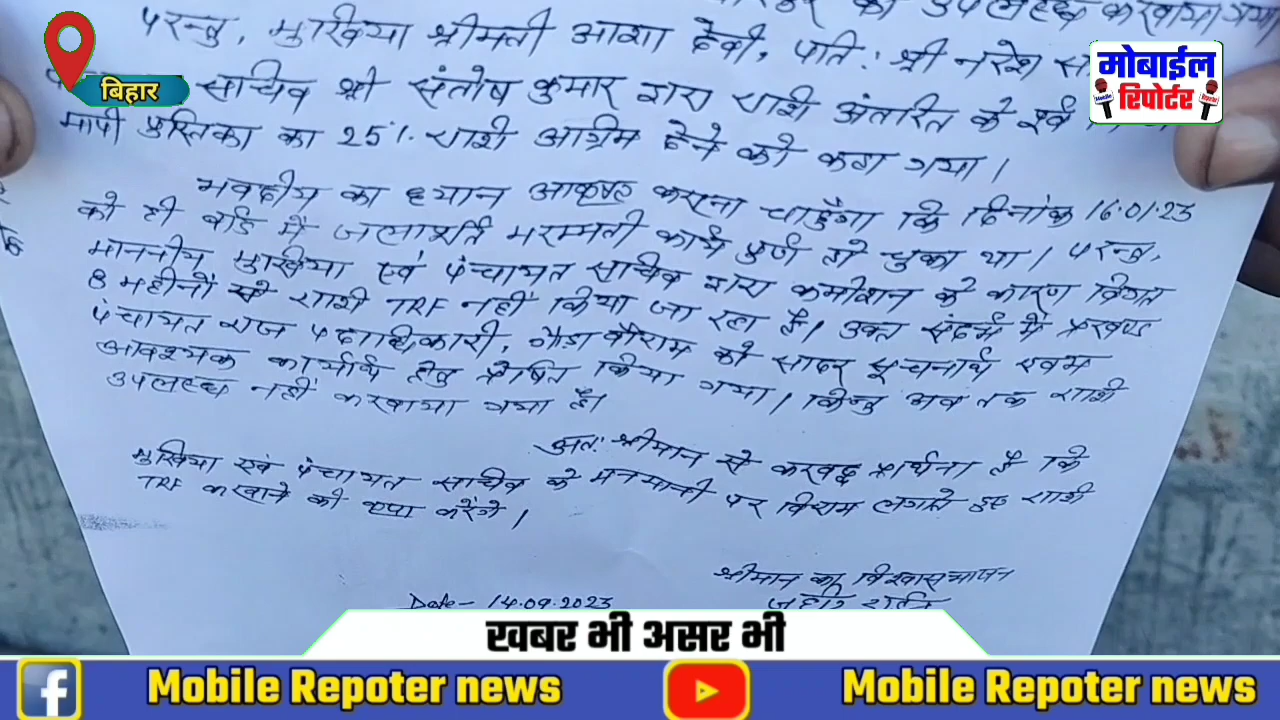 को उपलब्ध करवाया गया
परन्तु, मुखिया श्रीमती आशा देवी, पति: श्री नरेश
सचिव श्री संतोष कुमार द्वारा राशि अंतरित के पूर्व
मापी पुस्तिका का 25% राशि अग्रिम देने को कहा गया।
भवदीय का ध्यान आकृष्ट कराना चाहुँगा कि दिनांक 16.01.23
को ही वार्ड में जलापूर्ति मरम्मती कार्य पुर्ण हो चुका था। परन्तु,
माननीय मुखिया एवं पंचायत सचिव द्वारा कमीशन के कारण विगत
8 महीनों से राशी TRF नहीं किया जा रहा है। उक्त संदर्भ में प्रखण्ड
पंचायत राज पदाधिकारी, गौड़ा बौराम को सादर सूचनार्थ एवम
आवश्यक कार्यार्थ हेतु प्रेषित किया गया। किन्तु अब तक राशी
उपलब्ध नहीं करवाया गया है।
अत: श्रीमान से करबद्ध प्रार्थना है कि
मुखिया एवं पंचायत सचिव के मनमानी पर विराम लगाते हुए राशी
TRF करवाने की कृपा करेंगे।
श्रीमान का विश्वासभाजन
Date- 14.09.2023
बिहार
मोबाईल
रिपोर्टर
खबर भी असर भी
Mobile Repoter news
Mobile Repoter news